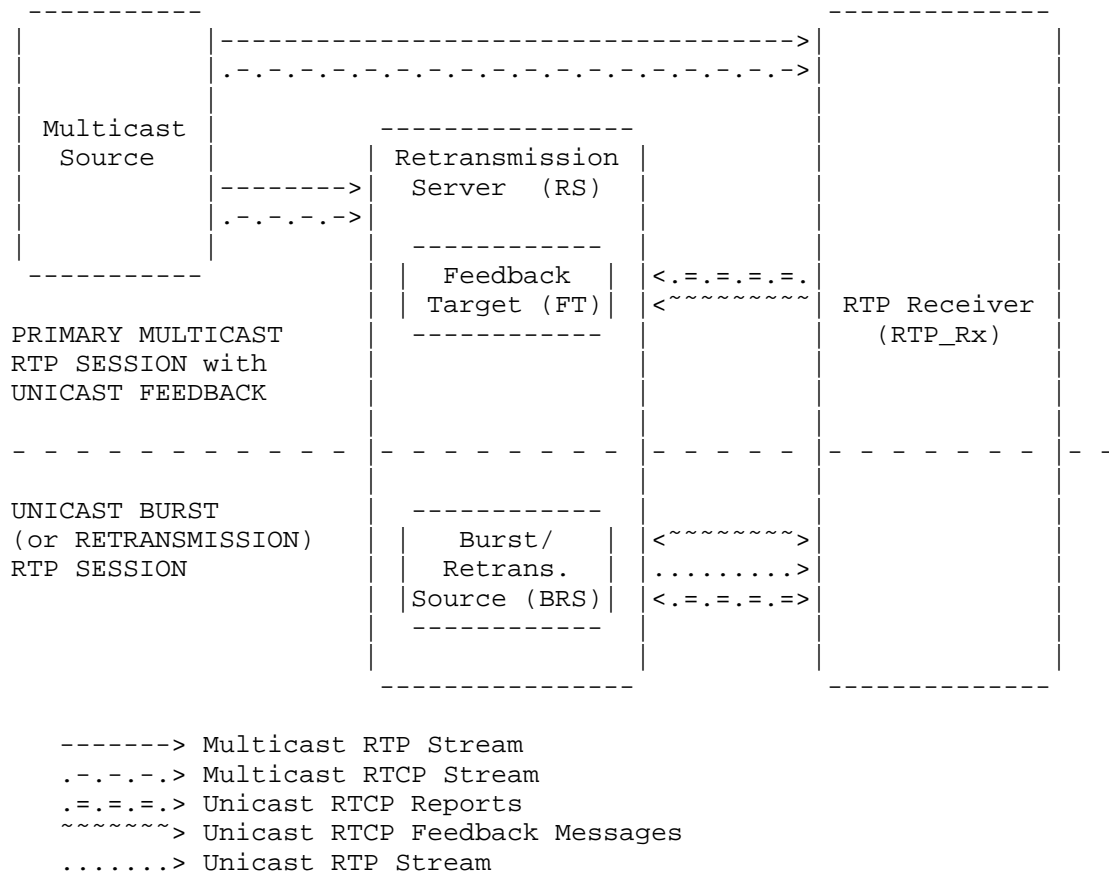 Multicast
Source
Retransmission
Server (RS)
Feedback
Target (FT)
RTP Receiver
(RTP_Rx)
PRIMARY MULTICAST
RTP SESSION with
UNICAST FEEDBACK
UNICAST BURST
(or RETRANSMISSION)
RTP SESSION
Burst/
Retrans.
Source (BRS)
-------> Multicast RTP Stream
.-.-.-.> Multicast RTCP Stream
.=.=.=.> Unicast RTCP Reports
~~~~~~~> Unicast RTCP Feedback Messages
.......> Unicast RTP Stream